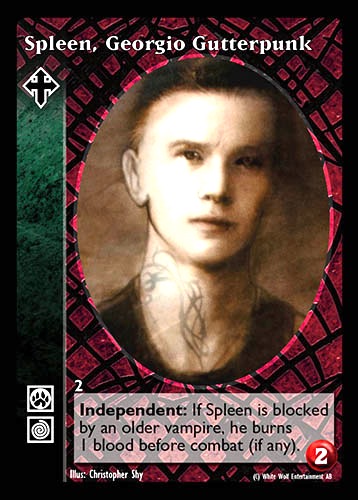 Spleen, Georgio Gutterpunk
2
Independent: If Spleen is blocked
by an older vampire, he burns
1 blood before combat (if any).
2
Illus: Christopher Shy
(C) White Wolf Entertainment AB